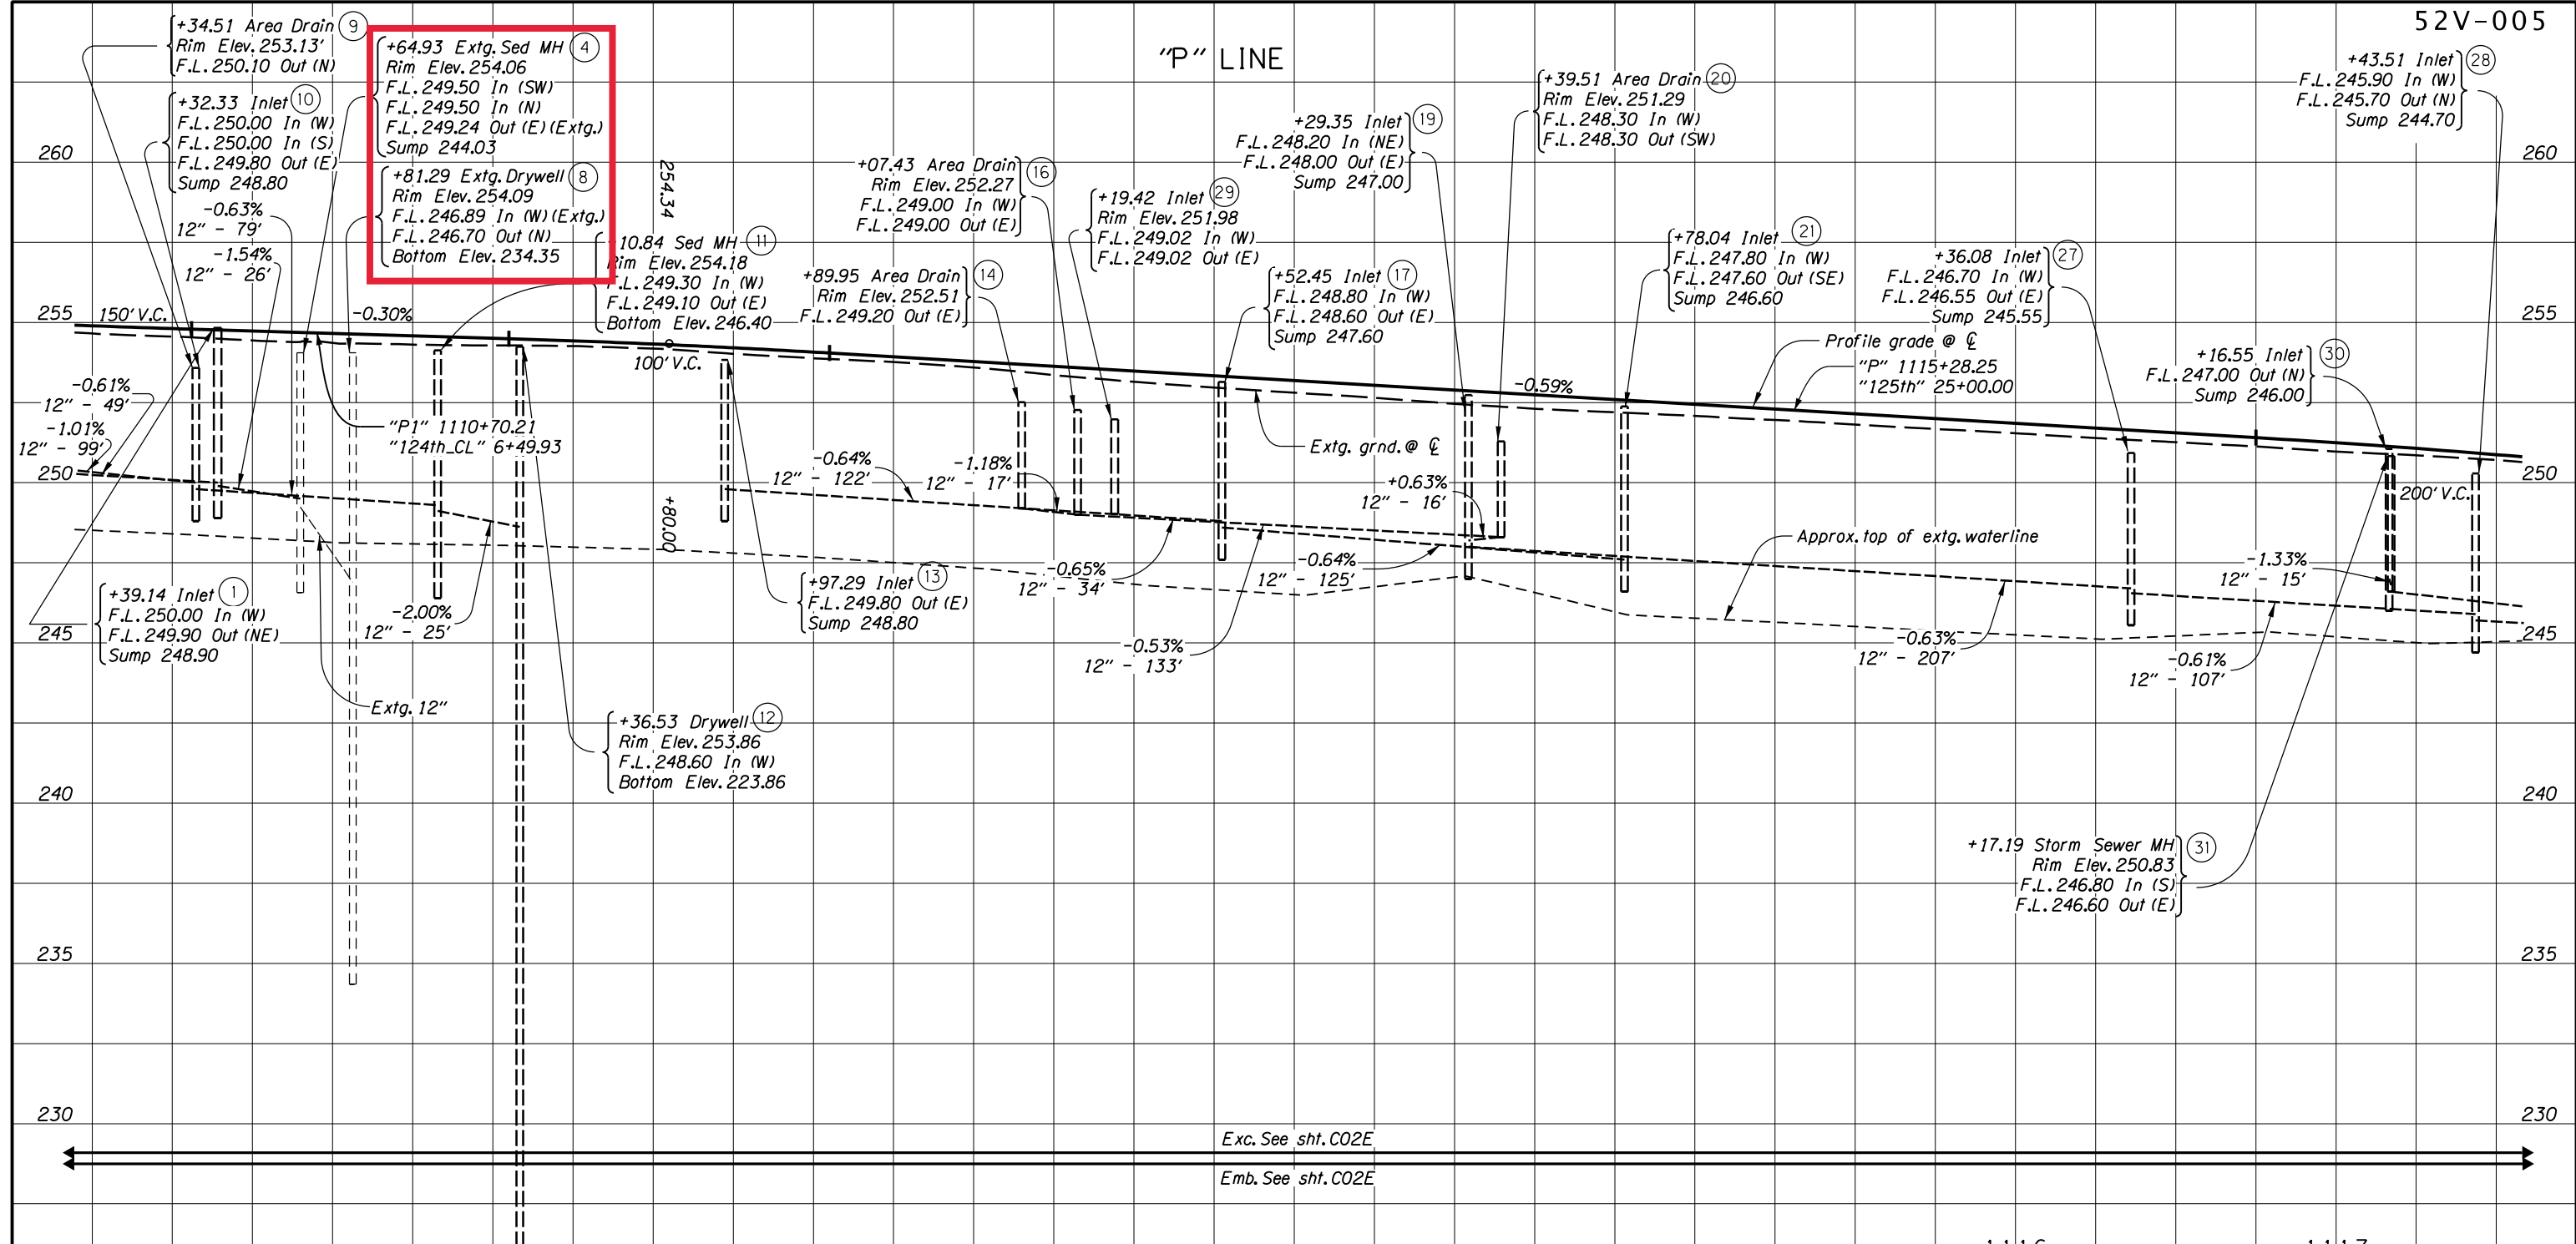 52V-005
"P" LINE
+34.51 Area Drain 9
Rim Elev. 253.13'
F.L. 250.10 Out (N)
+32.33 Inlet 10
F.L. 250.00 In (W)
F.L. 250.00 In (S)
F.L. 249.80 Out (E)
Sump 248.80
-0.63%
12" - 79'
-1.54%
12" - 26'
+64.93 Extg. Sed MH 4
Rim Elev. 254.06
F.L. 249.50 In (SW)
F.L. 249.50 In (N)
F.L. 249.24 Out (E) (Extg.)
Sump 244.03
+81.29 Extg. Drywell 8
Rim Elev. 254.09
F.L. 246.89 In (W) (Extg.)
F.L. 246.70 Out (N)
Bottom Elev. 234.35
254.34
10.84 Sed MH 11
Rim Elev. 254.18
F.L. 249.30 In (W)
F.L. 249.10 Out (E)
Bottom Elev. 246.40
+07.43 Area Drain 16
Rim Elev. 252.27
F.L. 249.00 In (W)
F.L. 249.00 Out (E)
+89.95 Area Drain 14
Rim Elev. 252.51
F.L. 249.20 Out (E)
+19.42 Inlet 29
Rim Elev. 251.98
F.L. 249.02 In (W)
F.L. 249.02 Out (E)
+29.35 Inlet 19
F.L. 248.20 In (NE)
F.L. 248.00 Out (E)
Sump 247.00
+52.45 Inlet 17
F.L. 248.80 In (W)
F.L. 248.60 Out (E)
Sump 247.60
+39.51 Area Drain 20
Rim Elev. 251.29
F.L. 248.30 In (W)
F.L. 248.30 Out (SW)
+78.04 Inlet 21
F.L. 247.80 In (W)
F.L. 247.60 Out (SE)
Sump 246.60
+36.08 Inlet 27
F.L. 246.70 In (W)
F.L. 246.55 Out (E)
Sump 245.55
+43.51 Inlet 28
F.L. 245.90 In (W)
F.L. 245.70 Out (N)
Sump 244.70
+16.55 Inlet 30
F.L. 247.00 Out (N)
Sump 246.00
260
260
255
255
150' V.C.
-0.30%
100' V.C.
-0.59%
Profile grade @ ℄
"P" 1115+28.25
"125th" 25+00.00
-0.61%
12" - 49'
-1.01%
12" - 99'
"P1" 1110+70.21
"124th_CL" 6+49.93
Extg. grnd. @ ℄
250
250
+80.00
-0.64%
12" - 122'
-1.18%
12" - 17'
+0.63%
12" - 16'
200' V.C.
Approx. top of extg. waterline
-0.65%
12" - 34'
-0.64%
12" - 125'
-1.33%
12" - 15'
+39.14 Inlet 1
F.L. 250.00 In (W)
F.L. 249.90 Out (NE)
Sump 248.90
-2.00%
12" - 25'
+97.29 Inlet 13
F.L. 249.80 Out (E)
Sump 248.80
245
245
-0.53%
12" - 133'
-0.63%
12" - 207'
-0.61%
12" - 107'
Extg. 12"
+36.53 Drywell 12
Rim Elev. 253.86
F.L. 248.60 In (W)
Bottom Elev. 223.86
240
240
+17.19 Storm Sewer MH 31
Rim Elev. 250.83
F.L. 246.80 In (S)
F.L. 246.60 Out (E)
235
235
230
230
Exc. See sht. C02E
Emb. See sht. C02E